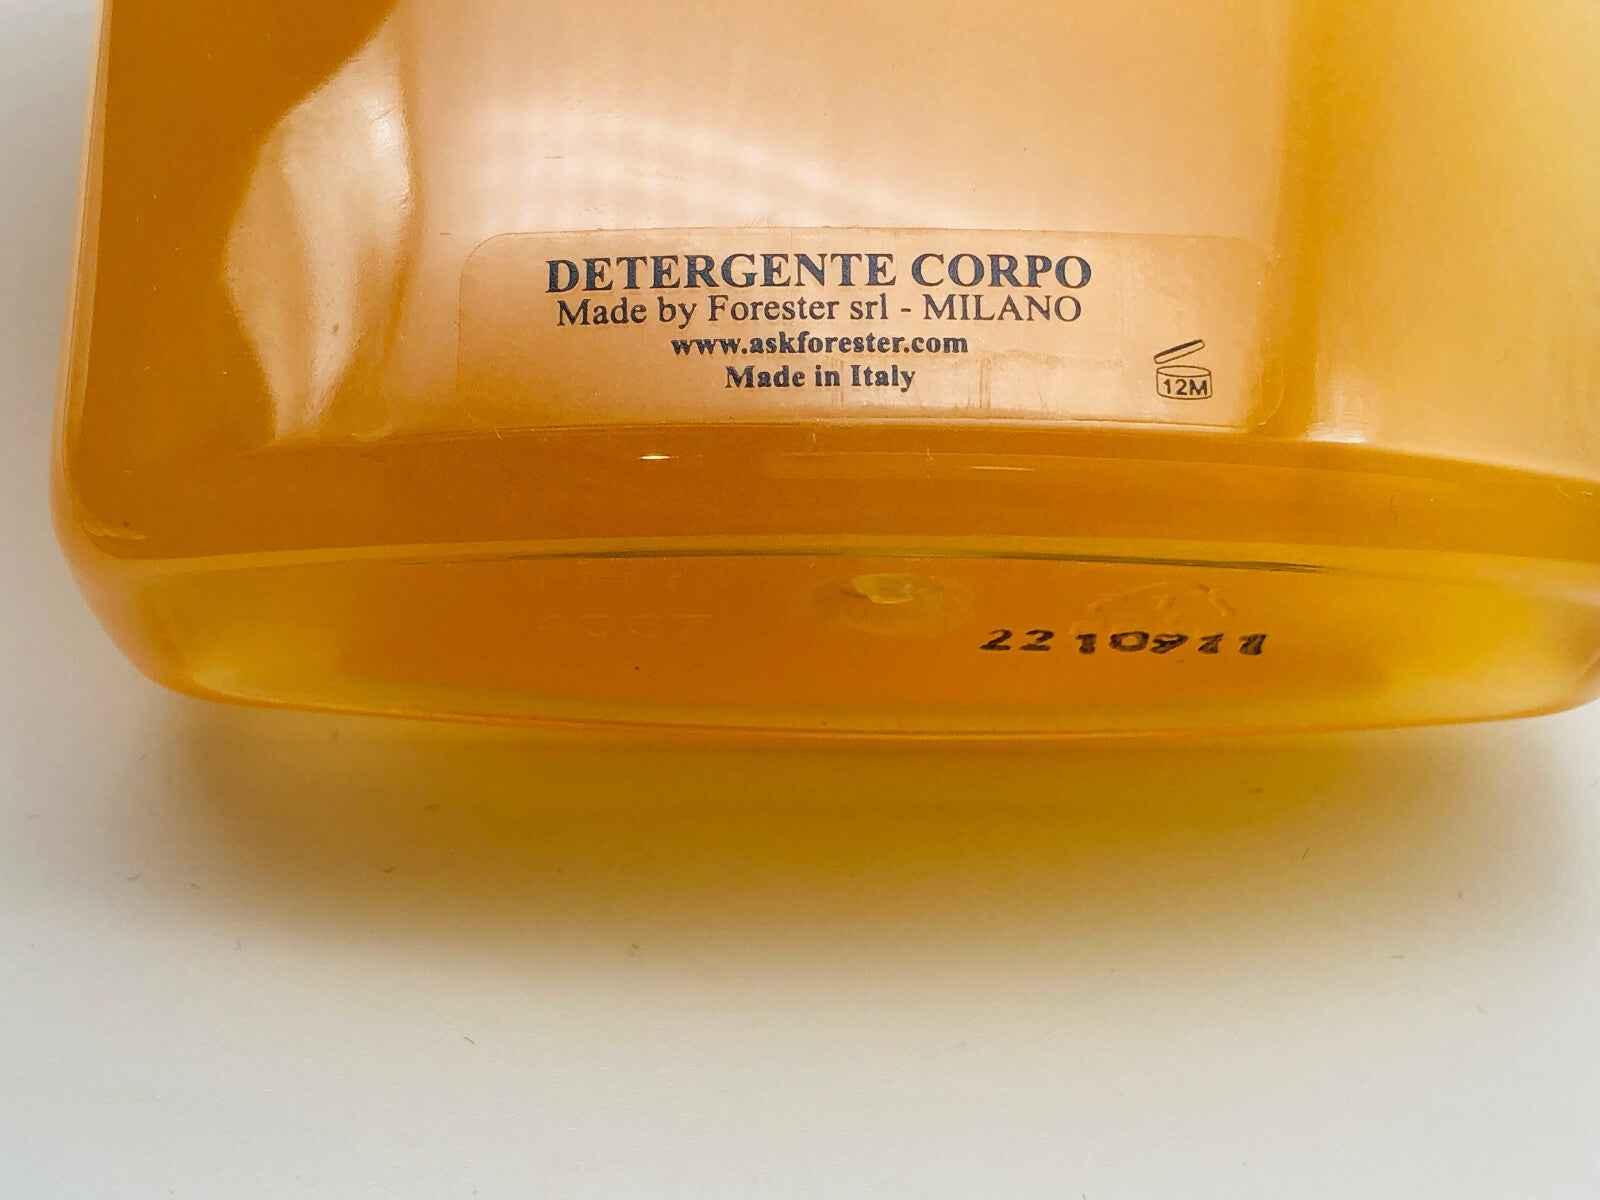 DETERGENTE CORPO
Made by Forester srl - MILANO
www.askforester.com
Made in Italy
12M
2210911